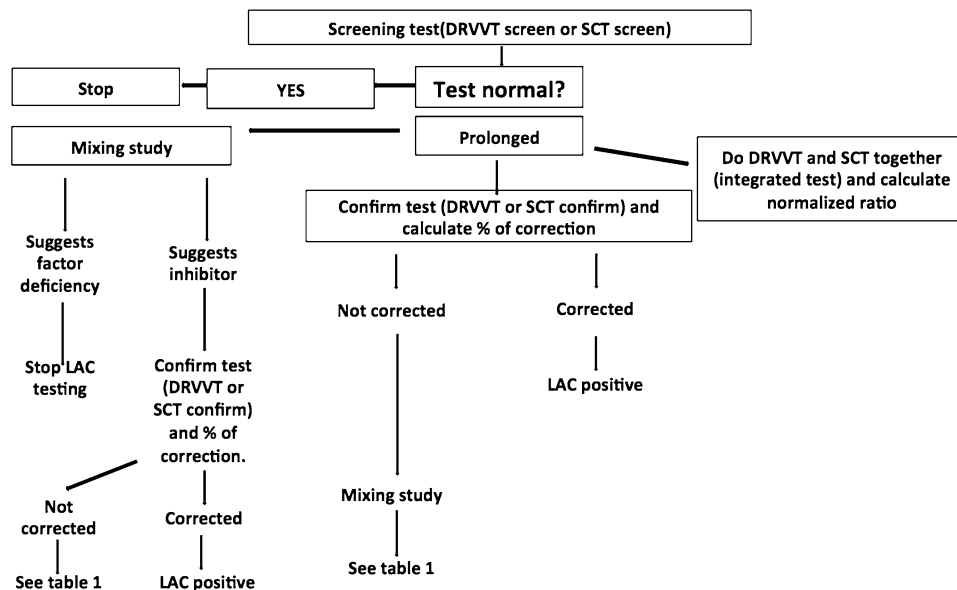 Screening test(DRVVT screen or SCT screen)
Stop
YES
Test normal?
Mixing study
Prolonged
Do DRVVT and SCT together
(integrated test) and calculate
normalized ratio
Confirm test (DRVVT or SCT confirm) and
calculate % of correction
Suggests
factor
deficiency
Suggests
inhibitor
Not corrected
Corrected
Stop LAC
testing
Confirm test
(DRVVT or
SCT confirm)
and % of
correction.
LAC positive
Not
corrected
Corrected
Mixing study
See table 1
LAC positive
See table 1